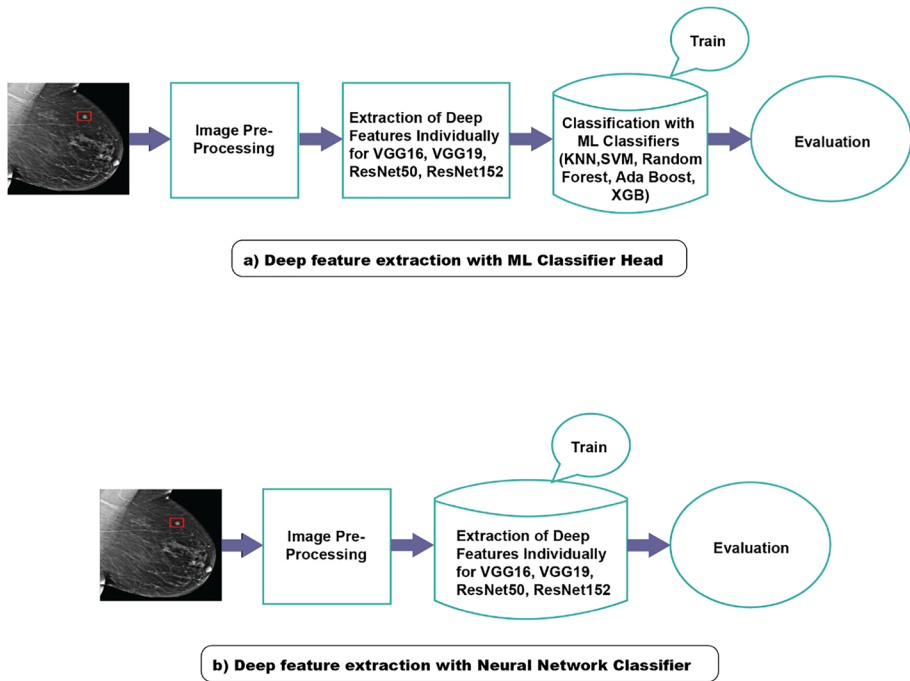 Train
Image Pre-
Processing
Extraction of Deep
Features Individually
for VGG16, VGG19,
ResNet50, ResNet152
Classification with
ML Classifiers
(KNN,SVM, Random
Forest, Ada Boost,
XGB)
Evaluation
a) Deep feature extraction with ML Classifier Head
Train
Image Pre-
Processing
Extraction of Deep
Features Individually
for VGG16, VGG19,
ResNet50, ResNet152
Evaluation
b) Deep feature extraction with Neural Network Classifier